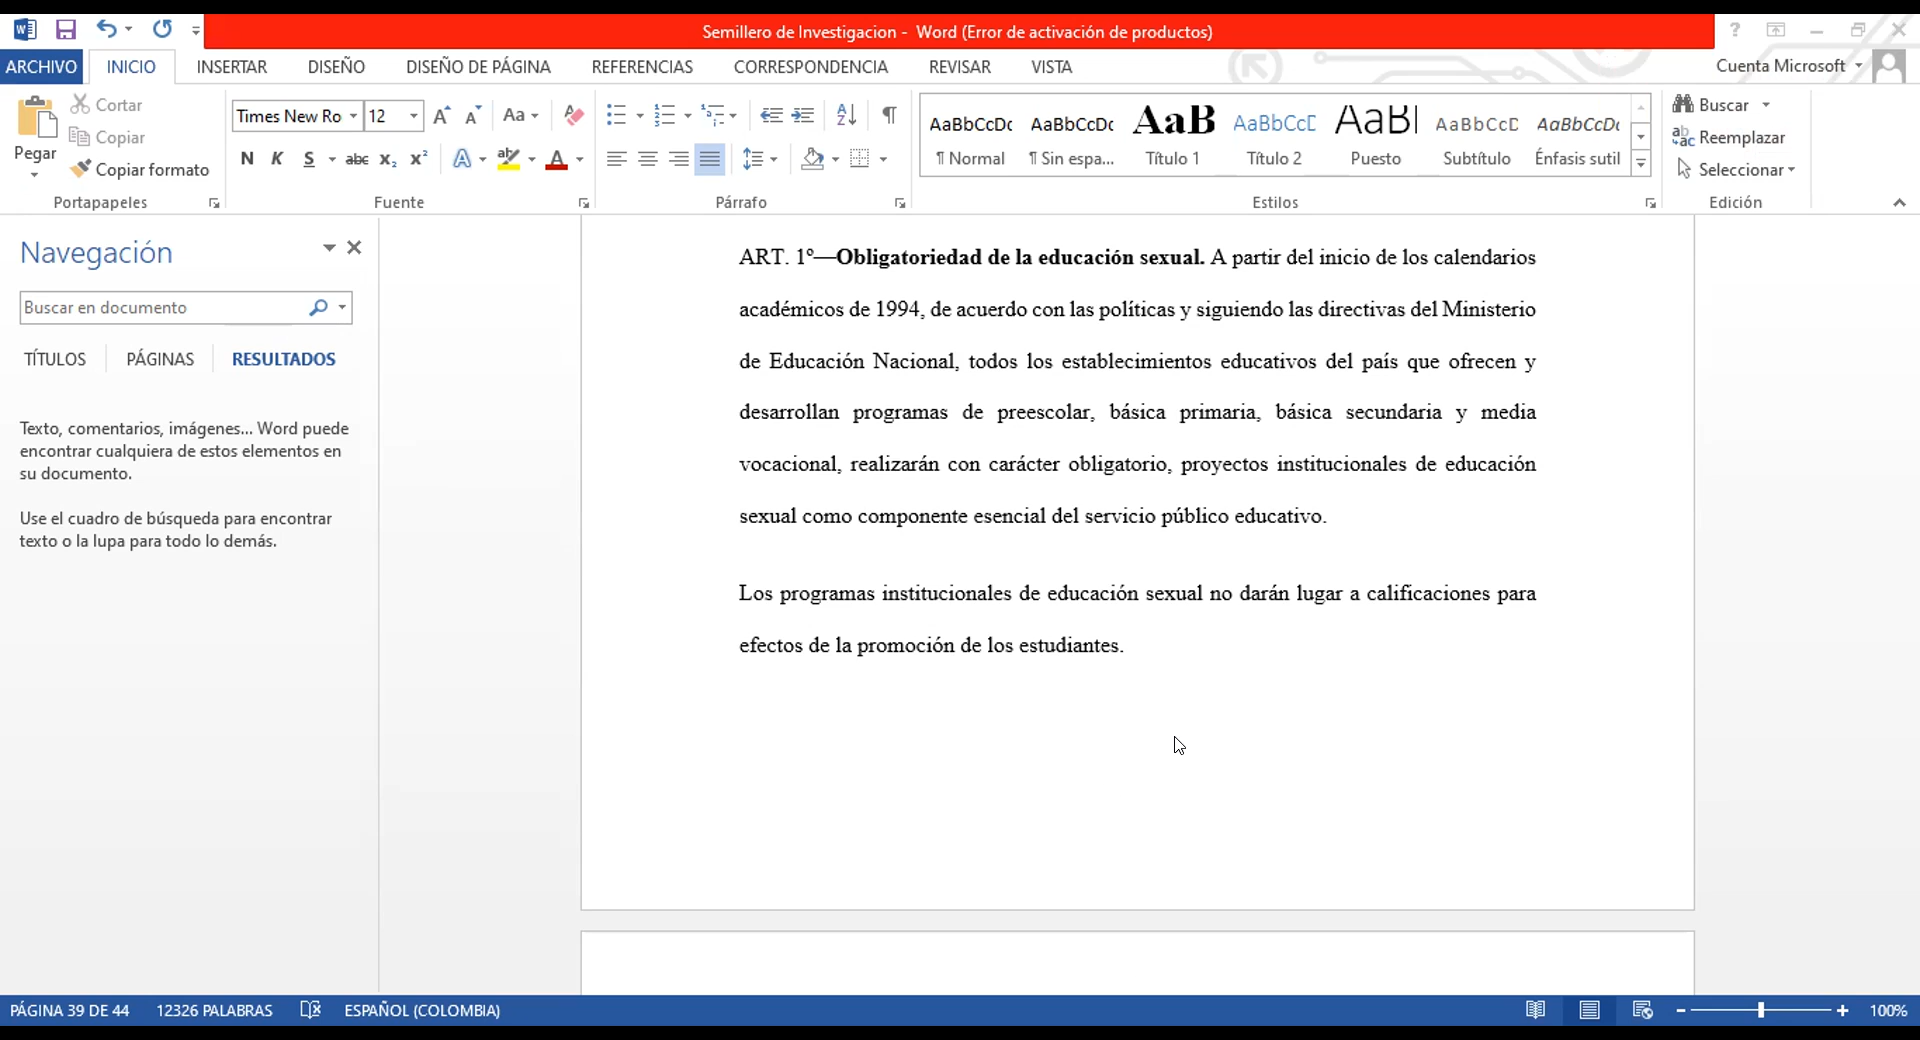 Semillero de Investigacion - Word (Error de activación de productos)
ARCHIVO INICIO INSERTAR DISEÑO DISEÑO DE PÁGINA REFERENCIAS CORRESPONDENCIA REVISAR VISTA Cuenta Microsoft
Pegar
Cortar
Copiar
Copiar formato
Portapapeles
Times New Ro 12
Aa
N K S abc x₂ x² A ab A
Fuente
Párrafo
AaBbCcDc AaBbCcDc AaB AaBbCcD AaB AaBbCcD AaBbCcDc
¶ Normal ¶ Sin espa... Título 1 Título 2 Puesto Subtítulo Énfasis sutil
Estilos
Buscar
Reemplazar
Seleccionar
Edición
Navegación
Buscar en documento
TÍTULOS PÁGINAS RESULTADOS
Texto, comentarios, imágenes... Word puede
encontrar cualquiera de estos elementos en
su documento.
Use el cuadro de búsqueda para encontrar
texto o la lupa para todo lo demás.
ART. 1º—Obligatoriedad de la educación sexual. A partir del inicio de los calendarios
académicos de 1994, de acuerdo con las políticas y siguiendo las directivas del Ministerio
de Educación Nacional, todos los establecimientos educativos del país que ofrecen y
desarrollan programas de preescolar, básica primaria, básica secundaria y media
vocacional, realizarán con carácter obligatorio, proyectos institucionales de educación
sexual como componente esencial del servicio público educativo.
Los programas institucionales de educación sexual no darán lugar a calificaciones para
efectos de la promoción de los estudiantes.
PÁGINA 39 DE 44 12326 PALABRAS ESPAÑOL (COLOMBIA) 100%